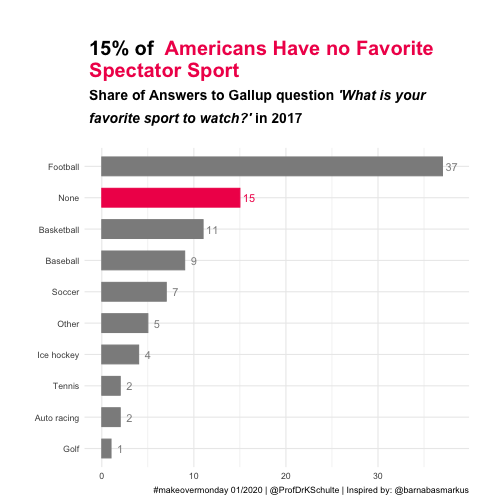 15% of  Americans Have no Favorite
Spectator Sport
Share of Answers to Gallup question 'What is your
favorite sport to watch?' in 2017
Football 37
None 15
Basketball 11
Baseball 9
Soccer 7
Other 5
Ice hockey 4
Tennis 2
Auto racing 2
Golf 1
0 10 20 30
#makeovermonday 01/2020 | @ProfDrKSchulte | Inspired by: @barnabasmarkus